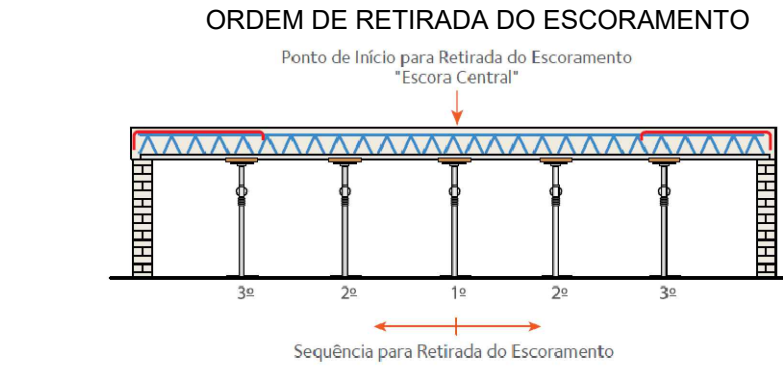 ORDEM DE RETIRADA DO ESCORAMENTO
Ponto de Início para Retirada do Escoramento
"Escora Central"
3º 2º 1º 2º 3º
Sequência para Retirada do Escoramento